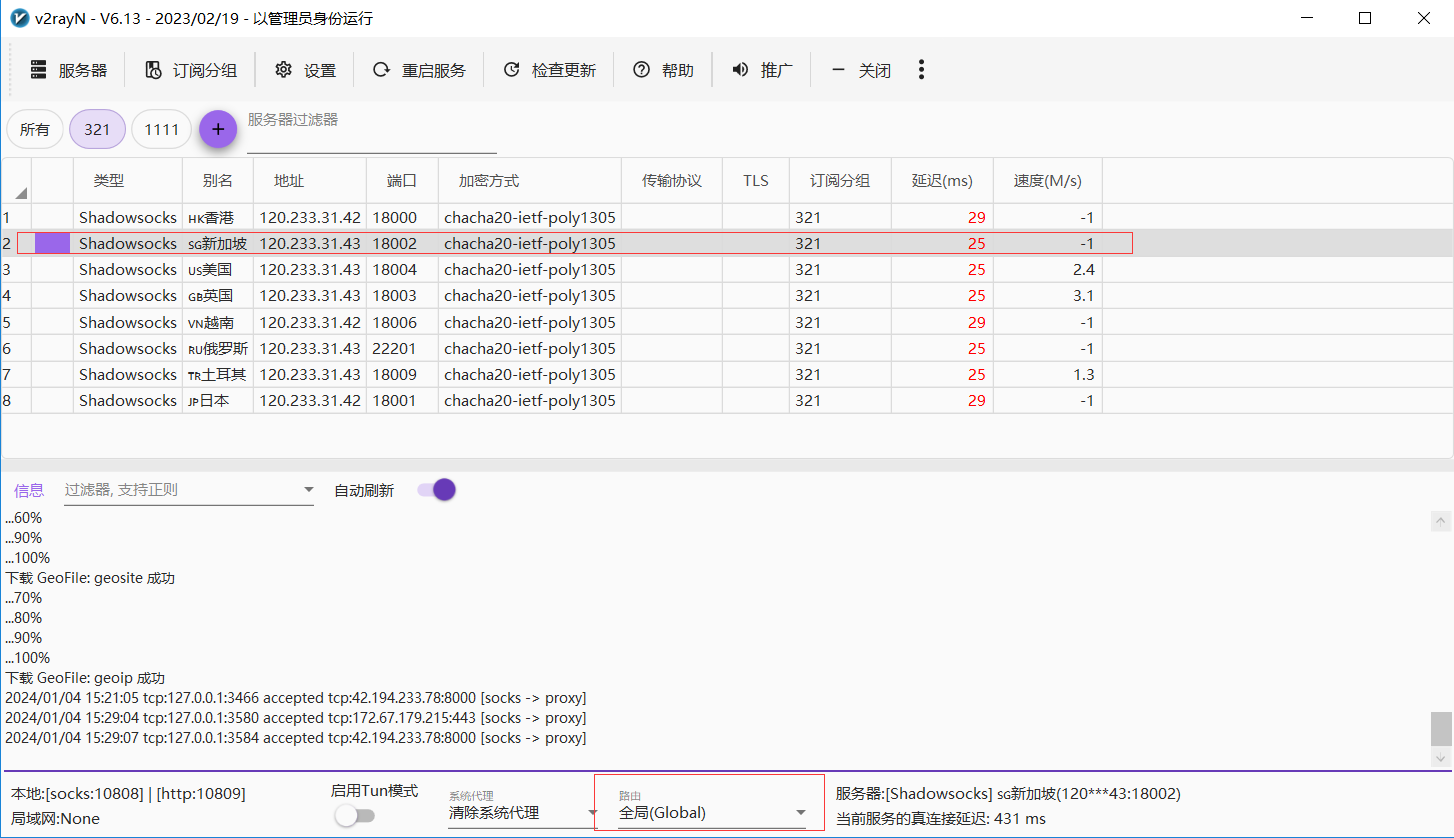 v2rayN - V6.13 - 2023/02/19 - 以管理员身份运行
服务器 订阅分组 设置 重启服务 检查更新 帮助 推广 关闭
所有 321 1111 + 服务器过滤器
类型 别名 地址 端口 加密方式 传输协议 TLS 订阅分组 延迟(ms) 速度(M/s)
1 Shadowsocks HK香港 120.233.31.42 18000 chacha20-ietf-poly1305 321 29 -1
2 Shadowsocks SG新加坡 120.233.31.43 18002 chacha20-ietf-poly1305 321 25 -1
3 Shadowsocks US美国 120.233.31.43 18004 chacha20-ietf-poly1305 321 25 2.4
4 Shadowsocks GB英国 120.233.31.43 18003 chacha20-ietf-poly1305 321 25 3.1
5 Shadowsocks VN越南 120.233.31.42 18006 chacha20-ietf-poly1305 321 29 -1
6 Shadowsocks RU俄罗斯 120.233.31.43 22201 chacha20-ietf-poly1305 321 25 -1
7 Shadowsocks TR土耳其 120.233.31.43 18009 chacha20-ietf-poly1305 321 25 1.3
8 Shadowsocks JP日本 120.233.31.42 18001 chacha20-ietf-poly1305 321 29 -1
信息 过滤器, 支持正则 自动刷新
...60%
...90%
...100%
下载 GeoFile: geosite 成功
...70%
...80%
...90%
...100%
下载 GeoFile: geoip 成功
2024/01/04 15:21:05 tcp:127.0.0.1:3466 accepted tcp:42.194.233.78:8000 [socks -> proxy]
2024/01/04 15:29:04 tcp:127.0.0.1:3580 accepted tcp:172.67.179.215:443 [socks -> proxy]
2024/01/04 15:29:07 tcp:127.0.0.1:3584 accepted tcp:42.194.233.78:8000 [socks -> proxy]
本地:[socks:10808] | [http:10809]
局域网:None
启用Tun模式
系统代理
清除系统代理
路由
全局(Global)
服务器:[Shadowsocks] SG新加坡(120***43:18002)
当前服务的真连接延迟: 431 ms